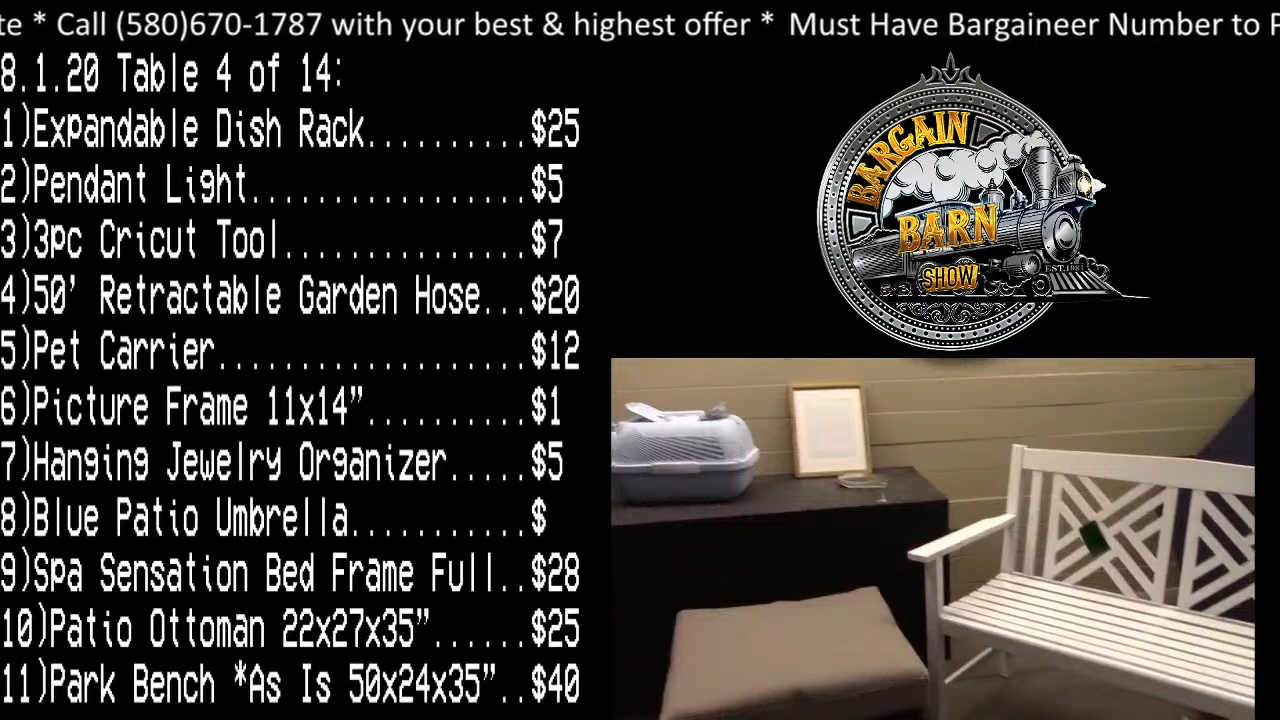 te * Call (580)670-1787 with your best & highest offer * Must Have Bargaineer Number to F
8.1.20 Table 4 of 14:
1)Expandable Dish Rack..........$25
2)Pendant Light.................$5
3)3pc Cricut Tool...............$7
4)50' Retractable Garden Hose...$20
5)Pet Carrier...................$12
6)Picture Frame 11x14”..........$1
7)Hanging Jewelry Organizer.....$5
8)Blue Patio Umbrella...........$
9)Spa Sensation Bed Frame Full..$28
10)Patio Ottoman 22x27x35”......$25
11)Park Bench *As Is 50x24x35”..$40
BARGAIN
BARN
SHOW